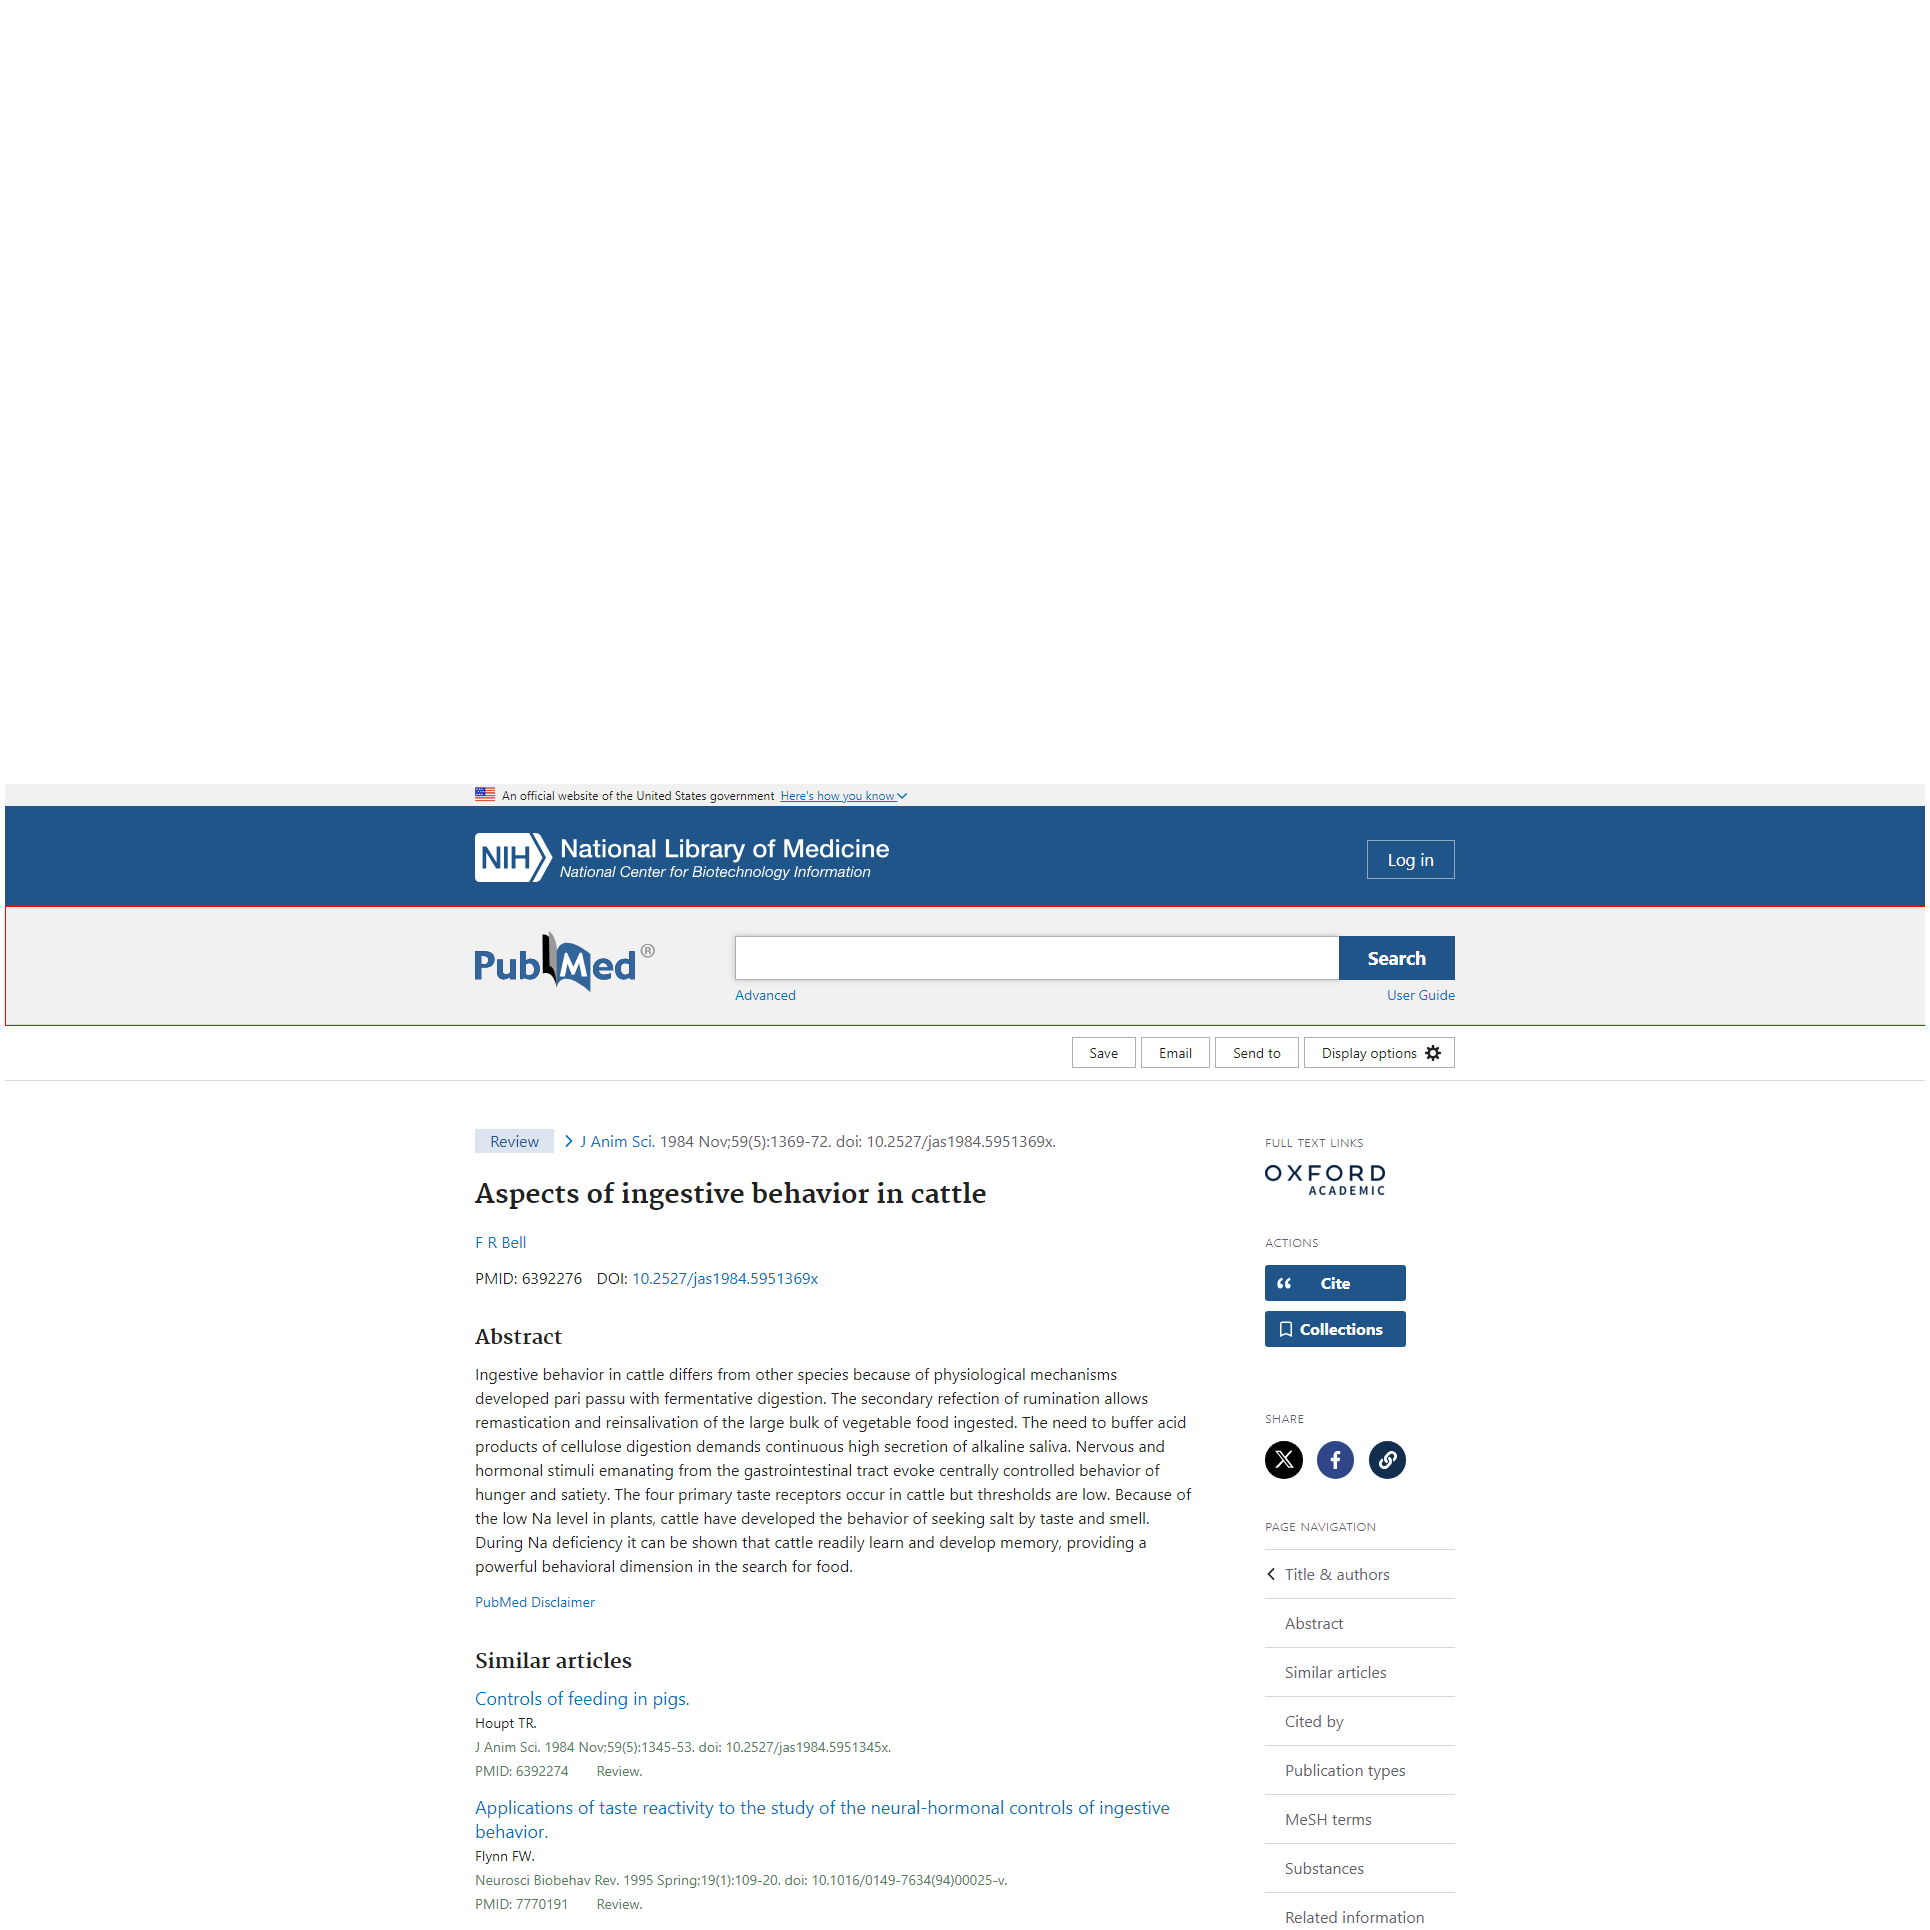 An official website of the United States government Here's how you know
NIH National Library of Medicine
National Center for Biotechnology Information
Log in
PubMed ®
Search
Advanced
User Guide
Save
Email
Send to
Display options
Review
J Anim Sci. 1984 Nov;59(5):1369-72. doi: 10.2527/jas1984.5951369x.
Aspects of ingestive behavior in cattle
F R Bell
PMID: 6392276 DOI: 10.2527/jas1984.5951369x
Abstract
Ingestive behavior in cattle differs from other species because of physiological mechanisms
developed pari passu with fermentative digestion. The secondary refection of rumination allows
remastication and reinsalivation of the large bulk of vegetable food ingested. The need to buffer acid
products of cellulose digestion demands continuous high secretion of alkaline saliva. Nervous and
hormonal stimuli emanating from the gastrointestinal tract evoke centrally controlled behavior of
hunger and satiety. The four primary taste receptors occur in cattle but thresholds are low. Because of
the low Na level in plants, cattle have developed the behavior of seeking salt by taste and smell.
During Na deficiency it can be shown that cattle readily learn and develop memory, providing a
powerful behavioral dimension in the search for food.
PubMed Disclaimer
Similar articles
Controls of feeding in pigs.
Houpt TR.
J Anim Sci. 1984 Nov;59(5):1345-53. doi: 10.2527/jas1984.5951345x.
PMID: 6392274 Review.
Applications of taste reactivity to the study of the neural-hormonal controls of ingestive
behavior.
Flynn FW.
Neurosci Biobehav Rev. 1995 Spring;19(1):109-20. doi: 10.1016/0149-7634(94)00025-v.
PMID: 7770191 Review.
FULL TEXT LINKS
OXFORD
ACADEMIC
ACTIONS
Cite
Collections
SHARE
PAGE NAVIGATION
Title & authors
Abstract
Similar articles
Cited by
Publication types
MeSH terms
Substances
Related information